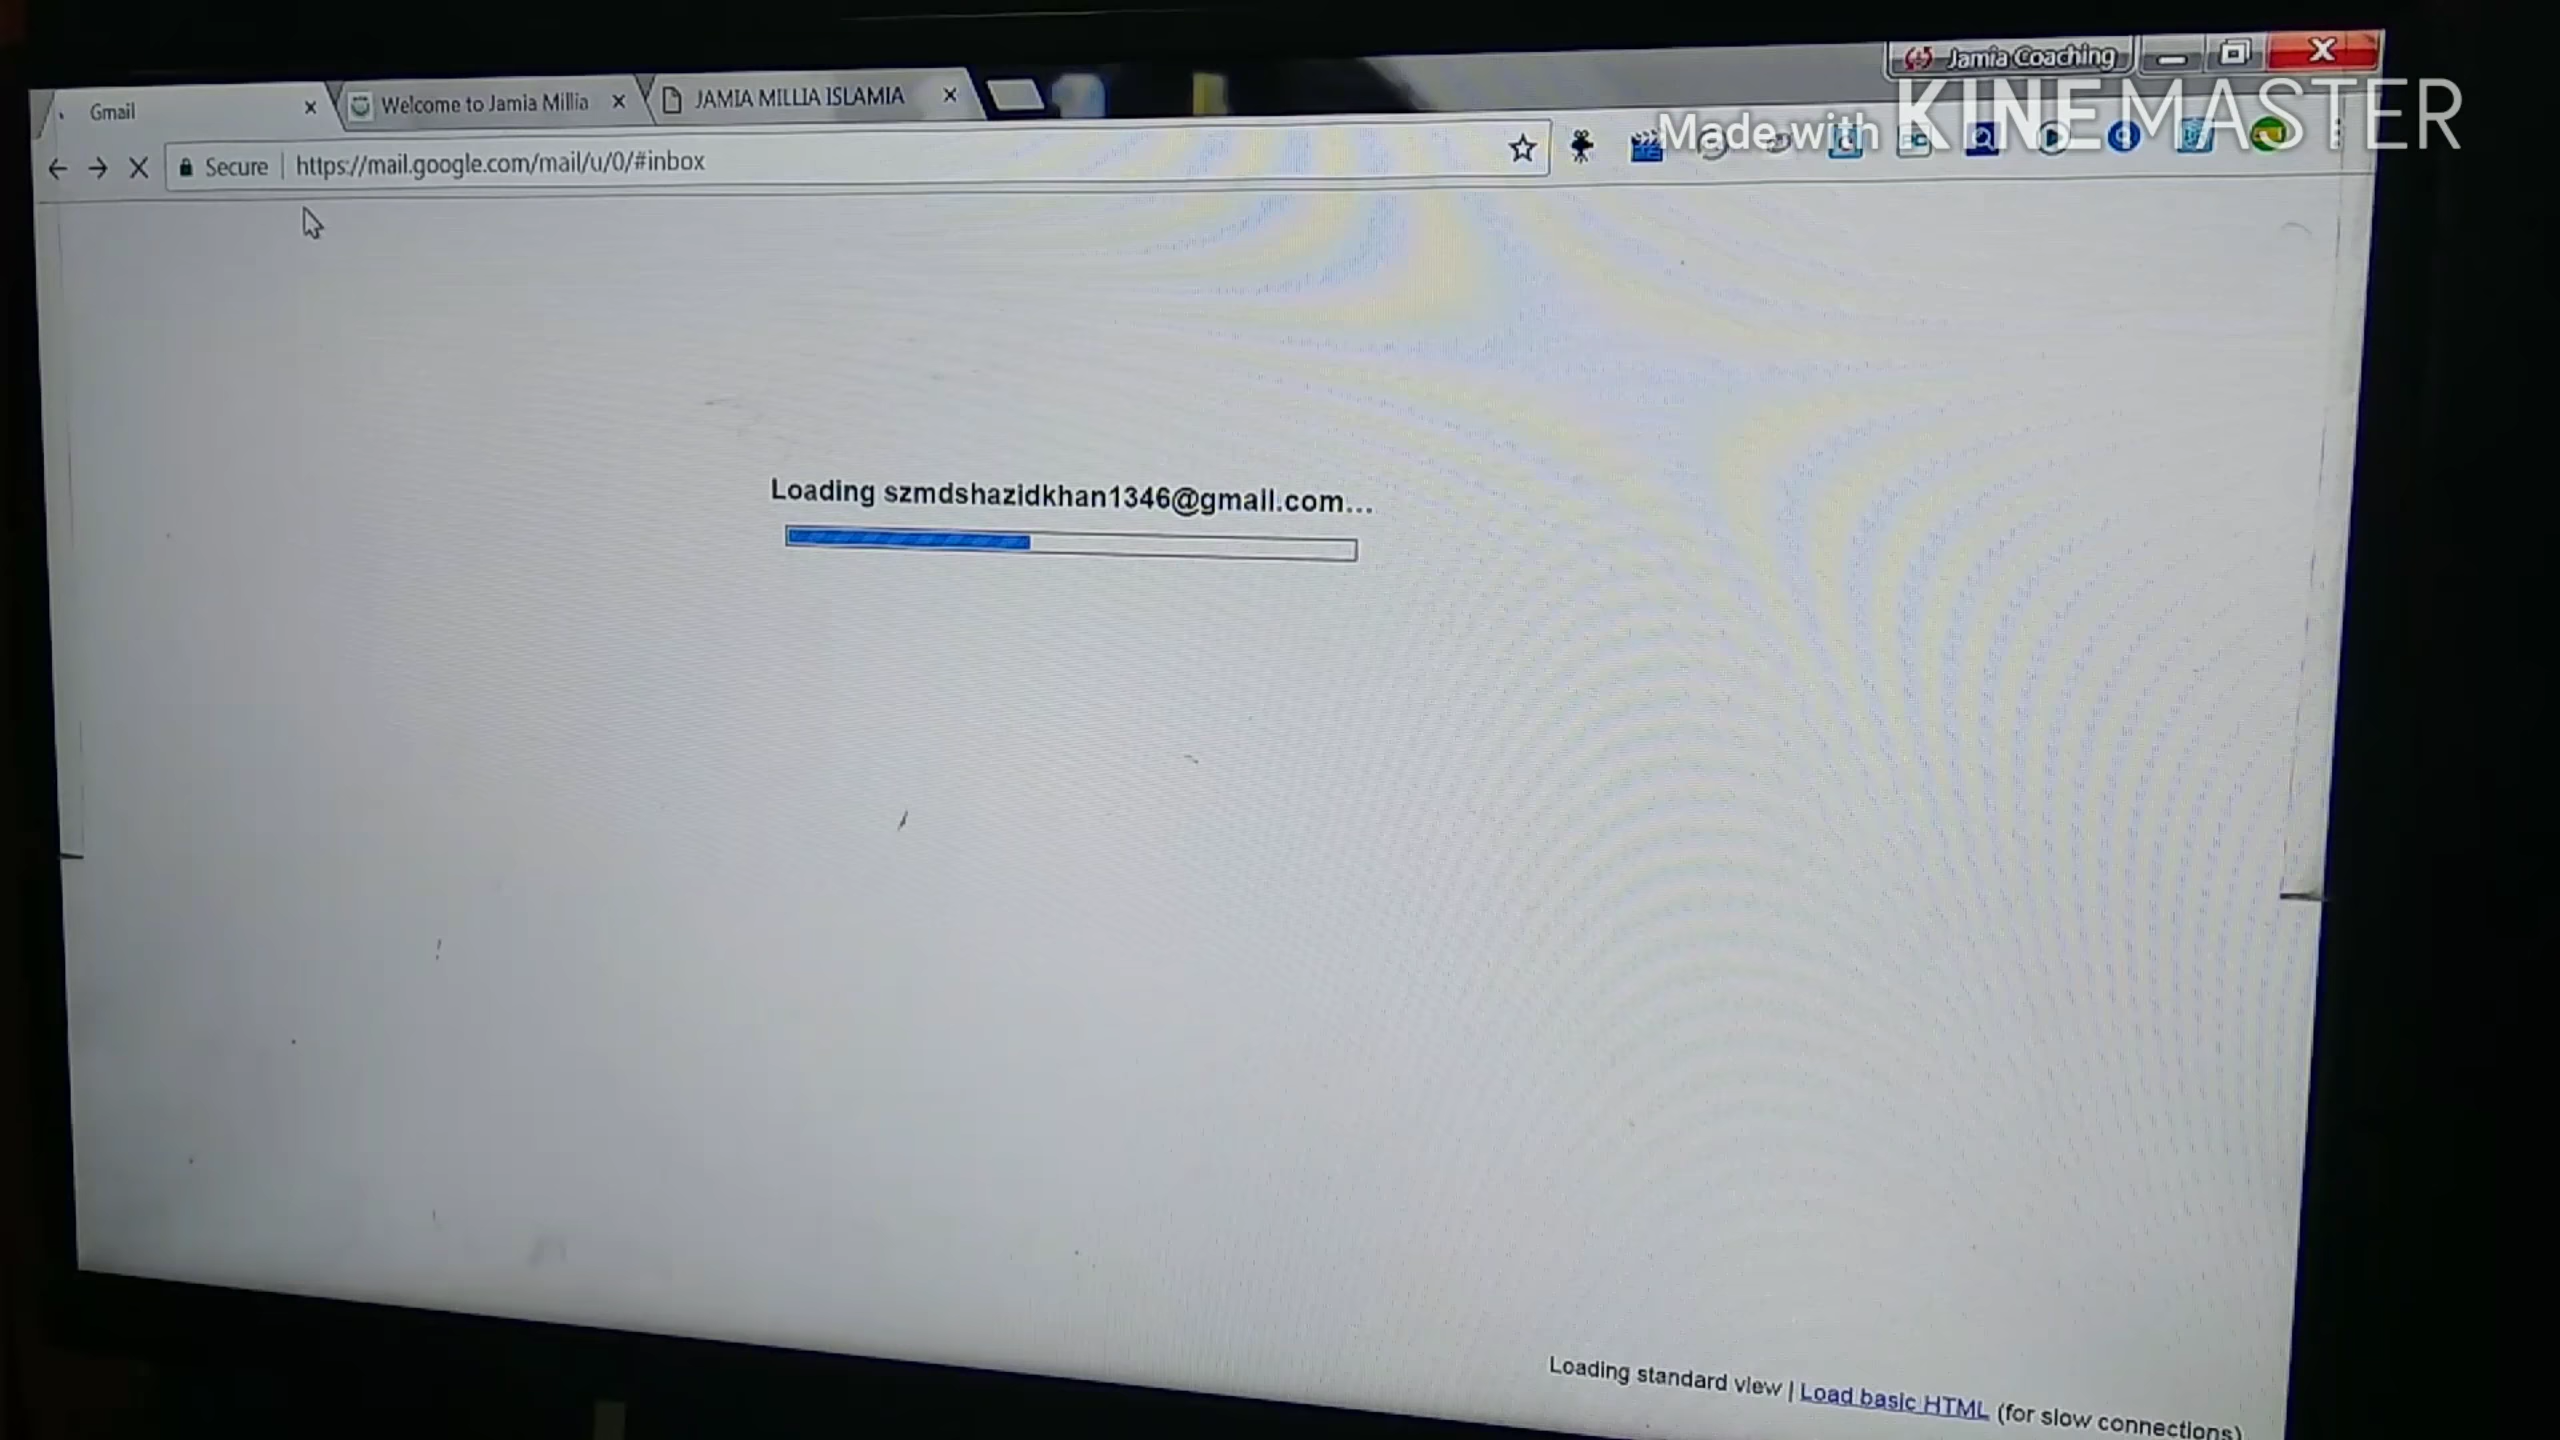 Jamia Coaching
Made with KINEMASTER
Gmail
Welcome to Jamia Millia
JAMIA MILLIA ISLAMIA
Secure
https://mail.google.com/mail/u/0/#inbox
Loading szmdshazidkhan1346@gmail.com...
Loading standard view | Load basic HTML (for slow connections)